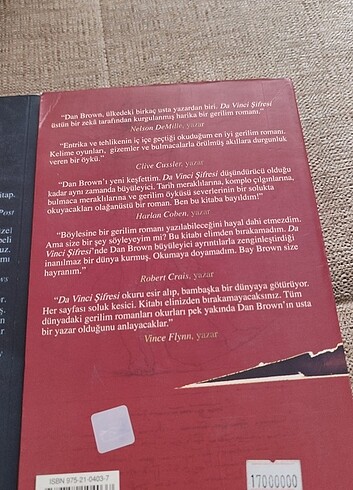 "Dan Brown, ülkedeki birkaç usta yazardan biri. Da Vinci Şifresi
üstün bir zekâ tarafından kurgulanmış harika bir gerilim romanı."
Nelson DeMille, yazar
"Entrika ve tehlikenin iç içe geçtiği okuduğum en iyi gerilim romanı.
Kelime oyunları, gizemler ve bulmacalarla örülmüş akıllara durgunluk
veren bir öykü."
Clive Cussler, yazar
"Dan Brown'ı yeni keşfettim. Da Vinci Şifresi düşündürücü olduğu
kadar aynı zamanda büyüleyici. Tarih meraklılarına, komplo çılgınlarına,
bulmaca meraklılarına ve gerilim öyküsü severlerinin bir solukta
okuyacakları olağanüstü bir roman. Ben bu kitaba bayıldım!"
Harlan Coben, yazar
"Böylesine bir gerilim romanı yazılabileceğini hayal dahi etmezdim.
Ama size bir şey söyleyeyim mi? Bu kitabı elinden bırakamadım. Da
Vinci Şifresi'nde Dan Brown büyüleyici ayrıntılarla zenginleştirdiği
inanılmaz bir dünya kurmuş. Okumaya doyamadım. Bay Brown size
hayranım."
Robert Crais, yazar
"Da Vinci Şifresi okuru esir alıp, bambaşka bir dünyaya götürüyor.
Her sayfası soluk kesici. Kitabı elinizden bırakamayacaksınız. Tüm
dünyadaki gerilim romanları okurları pek yakında Dan Brown'ın usta
bir yazar olduğunu anlayacaklar."
Vince Flynn, yazar
ISBN 975-21-0403-7
17000000
itap.
Post